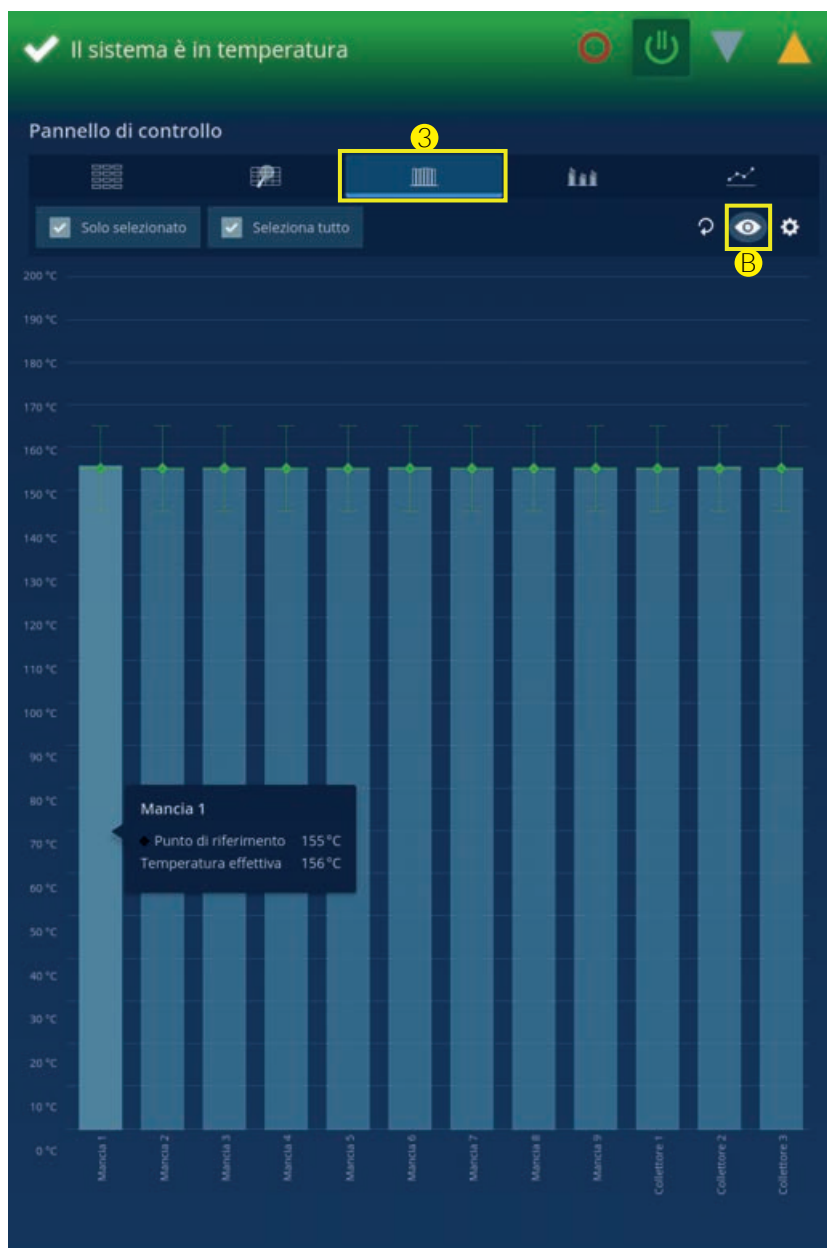 Il sistema è in temperatura
Pannello di controllo
3
Solo selezionato
Seleziona tutto
B
200 °C
190 °C
180 °C
170 °C
160 °C
150 °C
140 °C
130 °C
120 °C
110 °C
100 °C
90 °C
80 °C
70 °C
60 °C
50 °C
40 °C
30 °C
20 °C
10 °C
0 °C
Mancia 1
Punto di riferimento 155 °C
Temperatura effettiva 156 °C
Mancia 1
Mancia 2
Mancia 3
Mancia 4
Mancia 5
Mancia 6
Mancia 7
Mancia 8
Mancia 9
Collettore 1
Collettore 2
Collettore 3